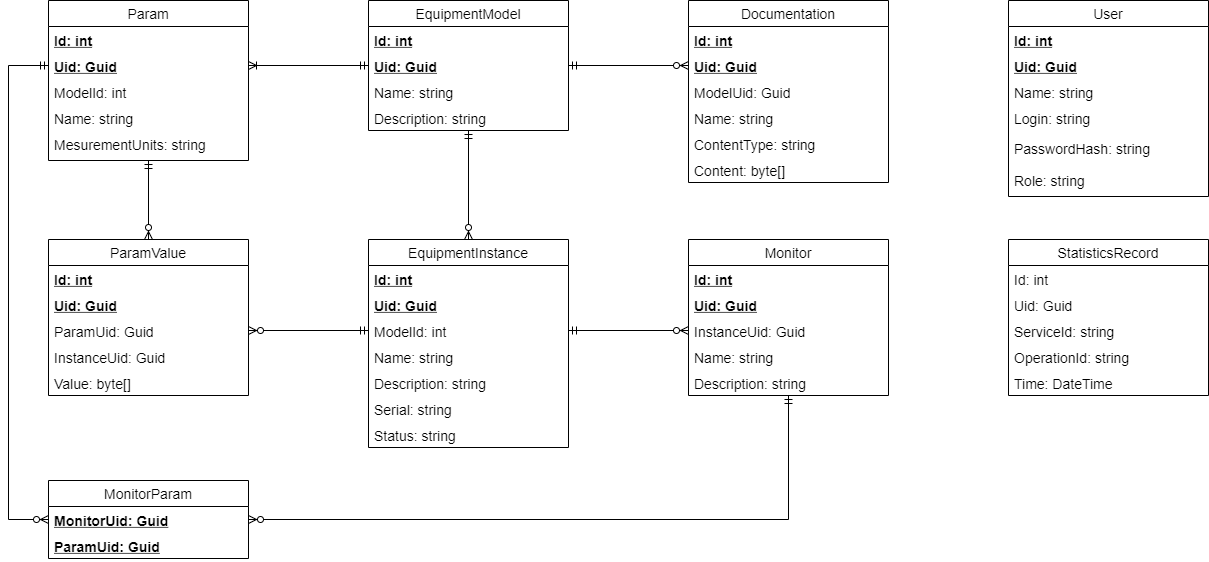 Param
Id: int
Uid: Guid
ModelId: int
Name: string
MesurementUnits: string
EquipmentModel
Id: int
Uid: Guid
Name: string
Description: string
Documentation
Id: int
Uid: Guid
ModelUid: Guid
Name: string
ContentType: string
Content: byte[]
User
Id: int
Uid: Guid
Name: string
Login: string
PasswordHash: string
Role: string
ParamValue
Id: int
Uid: Guid
ParamUid: Guid
InstanceUid: Guid
Value: byte[]
EquipmentInstance
Id: int
Uid: Guid
ModelId: int
Name: string
Description: string
Serial: string
Status: string
Monitor
Id: int
Uid: Guid
InstanceUid: Guid
Name: string
Description: string
StatisticsRecord
Id: int
Uid: Guid
ServiceId: string
OperationId: string
Time: DateTime
MonitorParam
MonitorUid: Guid
ParamUid: Guid